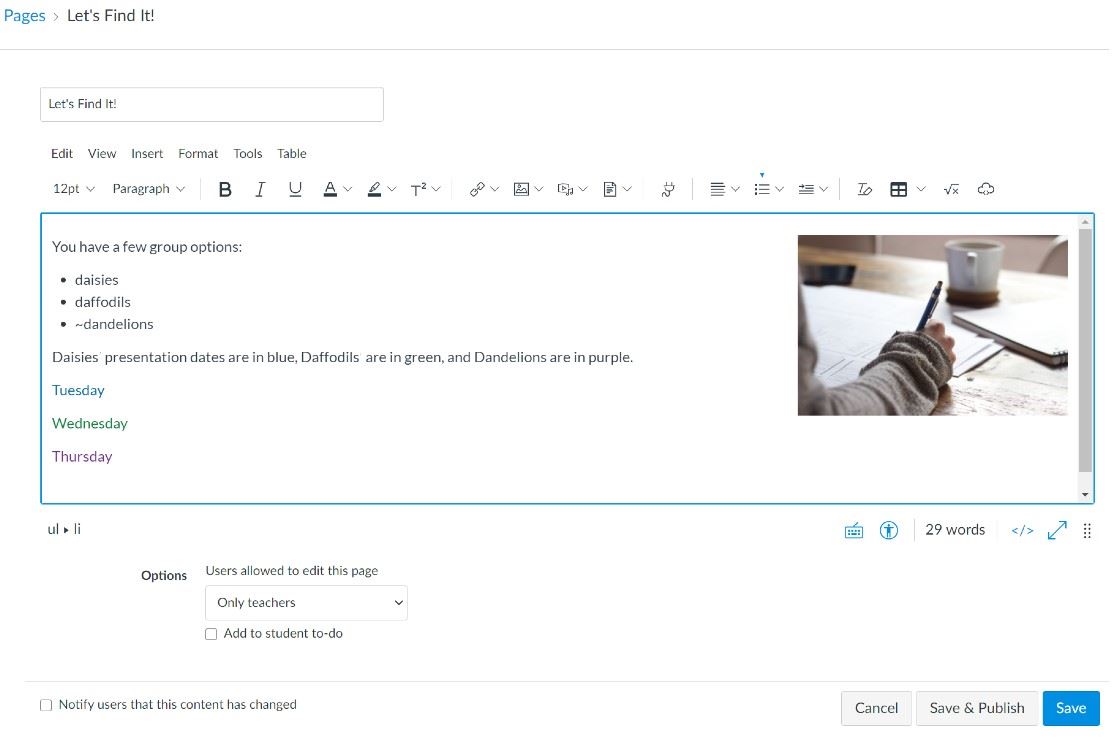 Pages > Let's Find It!
Let's Find It!
Edit View Insert Format Tools Table
12pt Paragraph B I U A T²
You have a few group options:
• daisies
• daffodils
• ~dandelions
Daisies' presentation dates are in blue, Daffodils' are in green, and Dandelions are in purple.
Tuesday
Wednesday
Thursday
ul ▸ li
29 words </>
Options Users allowed to edit this page
Only teachers
Add to student to-do
Notify users that this content has changed
Cancel Save & Publish Save